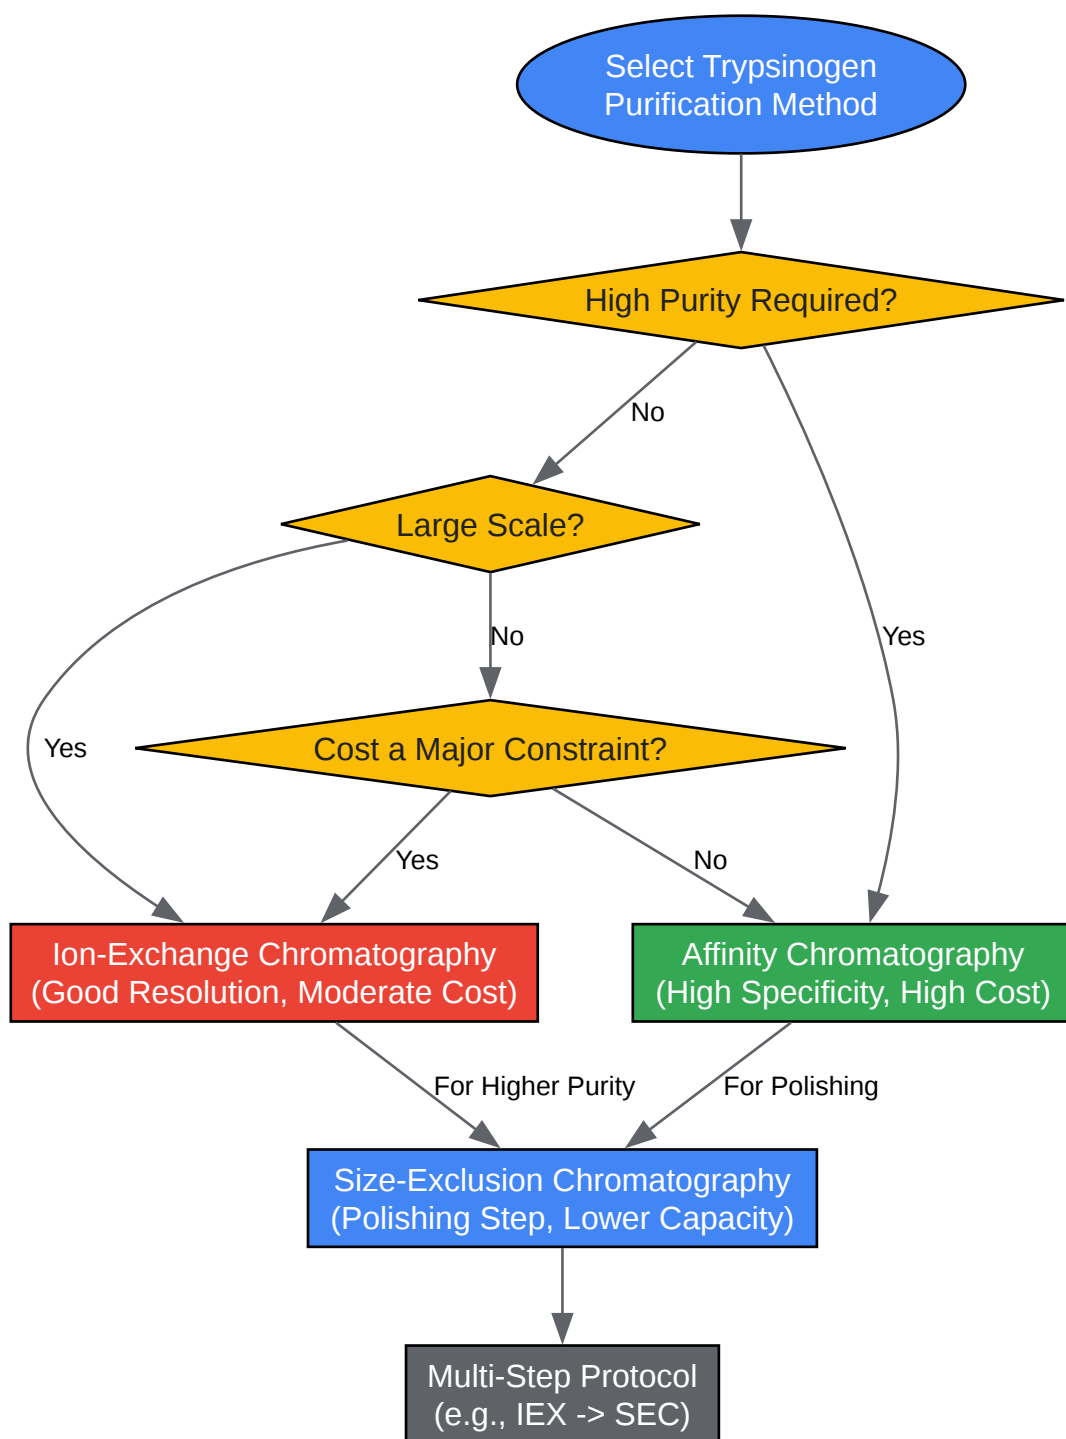 Select Trypsinogen
Purification Method
High Purity Required?
No
Large Scale?
No
Yes
Yes
Cost a Major Constraint?
Yes
No
Ion-Exchange Chromatography
(Good Resolution, Moderate Cost)
Affinity Chromatography
(High Specificity, High Cost)
For Higher Purity
For Polishing
Size-Exclusion Chromatography
(Polishing Step, Lower Capacity)
Multi-Step Protocol
(e.g., IEX -> SEC)